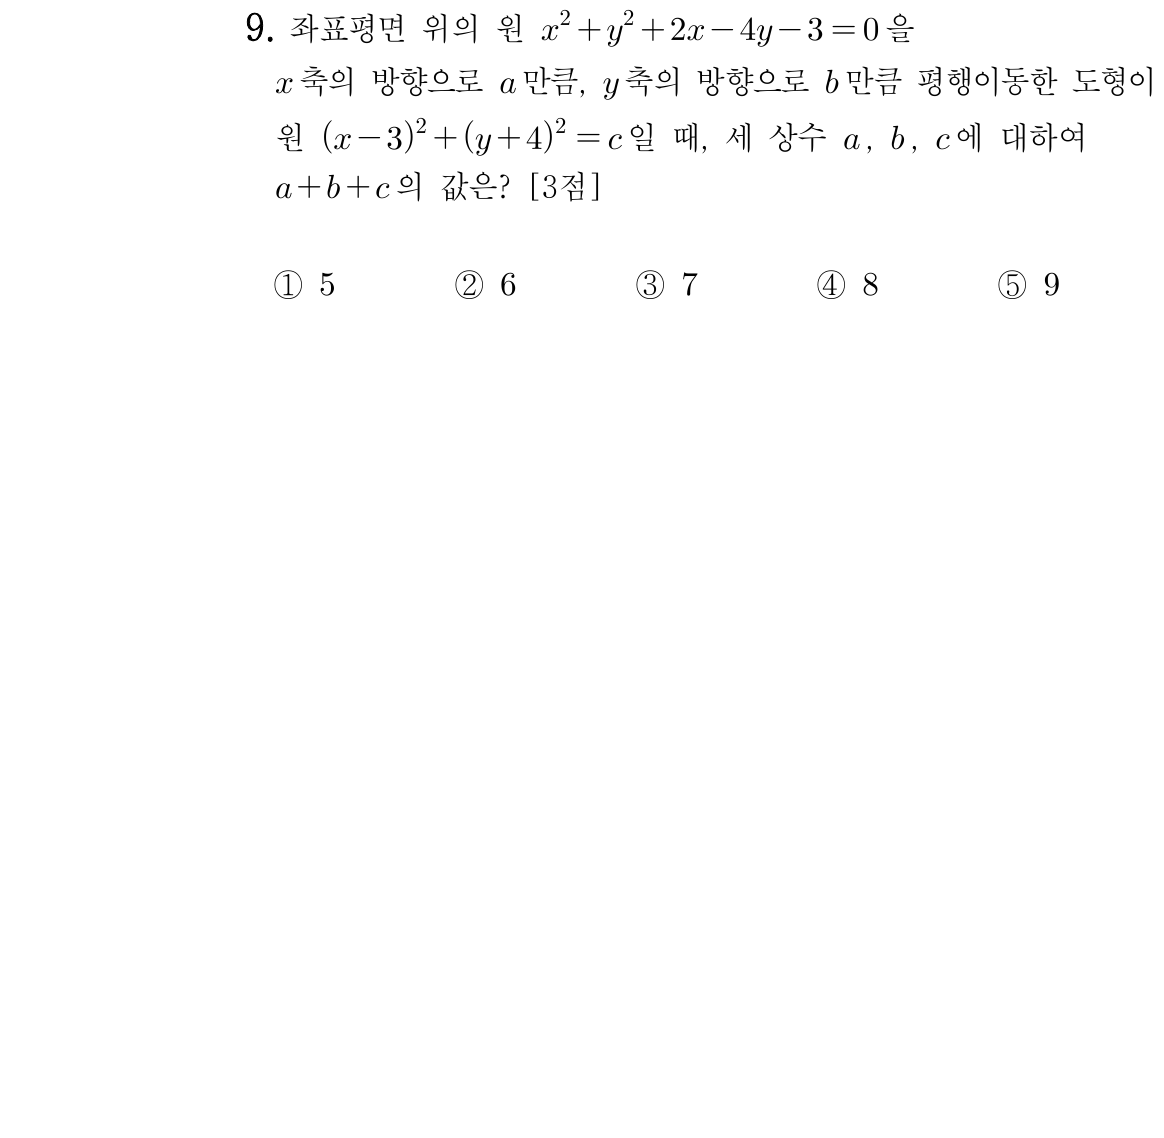 9. 좌표평면 위의 원 $x^2+y^2+2x-4y-3=0$을
$x$축의 방향으로 $a$만큼, $y$축의 방향으로 $b$만큼 평행이동한 도형이
원 $(x-3)^2+(y+4)^2=c$일 때, 세 상수 $a$, $b$, $c$에 대하여
$a+b+c$의 값은? [3점]
① 5 ② 6 ③ 7 ④ 8 ⑤ 9